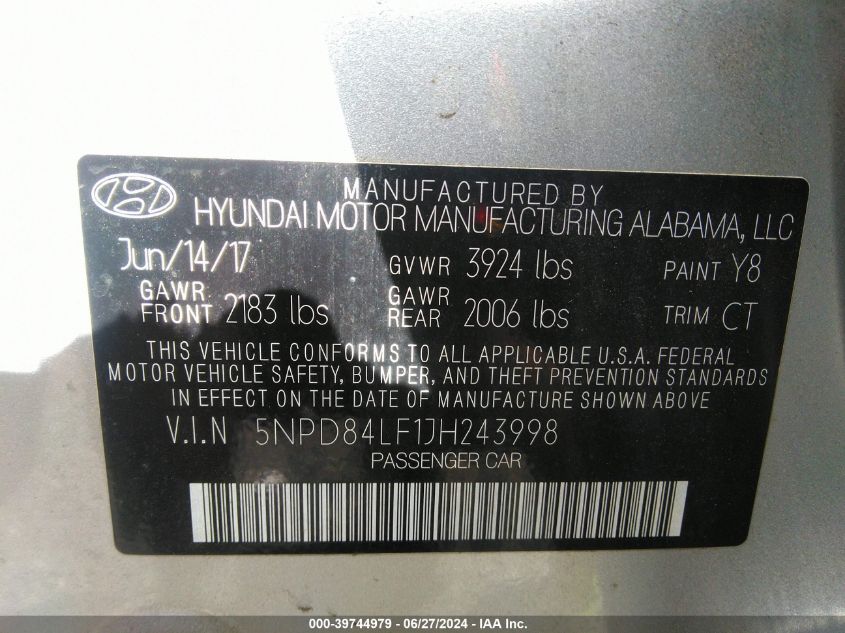 MANUFACTURED BY
HYUNDAI MOTOR MANUFACTURING ALABAMA, LLC
Jun/14/17 GVWR 3924 lbs PAINT Y8
GAWR FRONT 2183 lbs GAWR REAR 2006 lbs TRIM CT
THIS VEHICLE CONFORMS TO ALL APPLICABLE U.S.A. FEDERAL
MOTOR VEHICLE SAFETY, BUMPER, AND THEFT PREVENTION STANDARDS
IN EFFECT ON THE DATE OF MANUFACTURE SHOWN ABOVE
V.I.N 5NPD84LF1JH243998
PASSENGER CAR
000-39744979 - 06/27/2024 - IAA Inc.